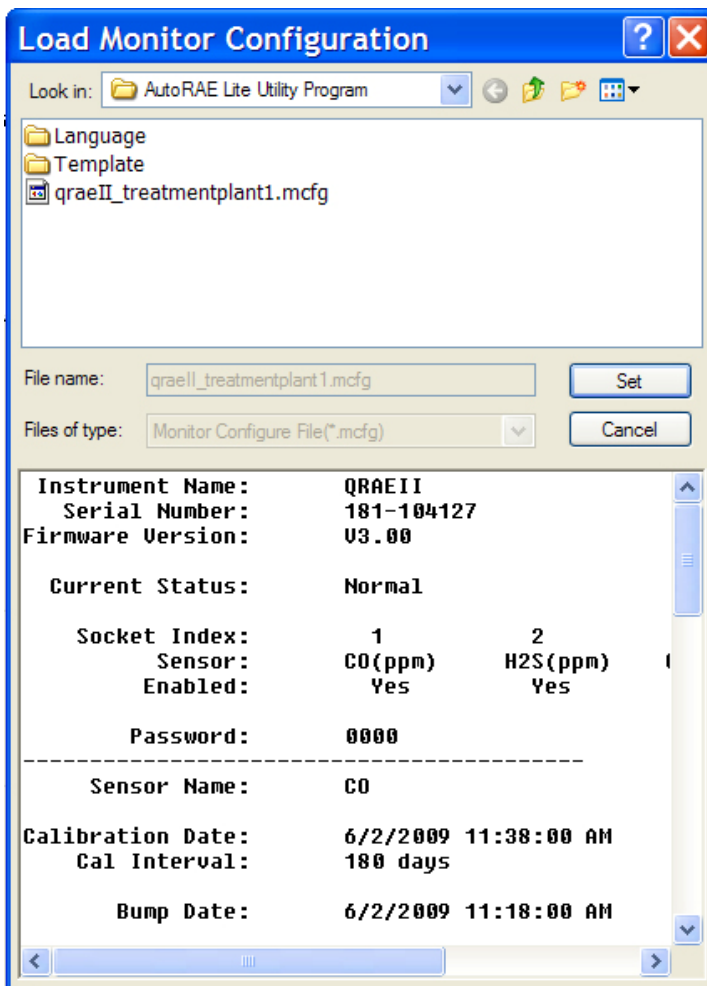 Load Monitor Configuration
Look in: AutoRAE Lite Utility Program
Language
Template
qraeII_treatmentplant1.mcfg
File name: qraeII_treatmentplant1.mcfg Set
Files of type: Monitor Configure File(*.mcfg) Cancel
Instrument Name: QRAEII
Serial Number: 181-104127
Firmware Version: V3.00
Current Status: Normal
Socket Index: 1 2
Sensor: CO(ppm) H2S(ppm)
Enabled: Yes Yes
Password: 0000
--------------------------------------------
Sensor Name: CO
Calibration Date: 6/2/2009 11:38:00 AM
Cal Interval: 180 days
Bump Date: 6/2/2009 11:18:00 AM